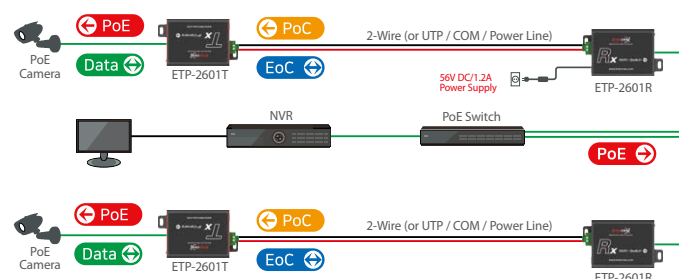 PoE
PoC
2-Wire (or UTP / COM / Power Line)
PoE
Camera
Data
ETP-2601T
EoC
56V DC/1.2A
Power Supply
Rx
ETP-2601R
NVR
PoE Switch
PoE
PoE
PoC
2-Wire (or UTP / COM / Power Line)
PoE
Camera
Data
ETP-2601T
EoC
Rx
ETP-2601R